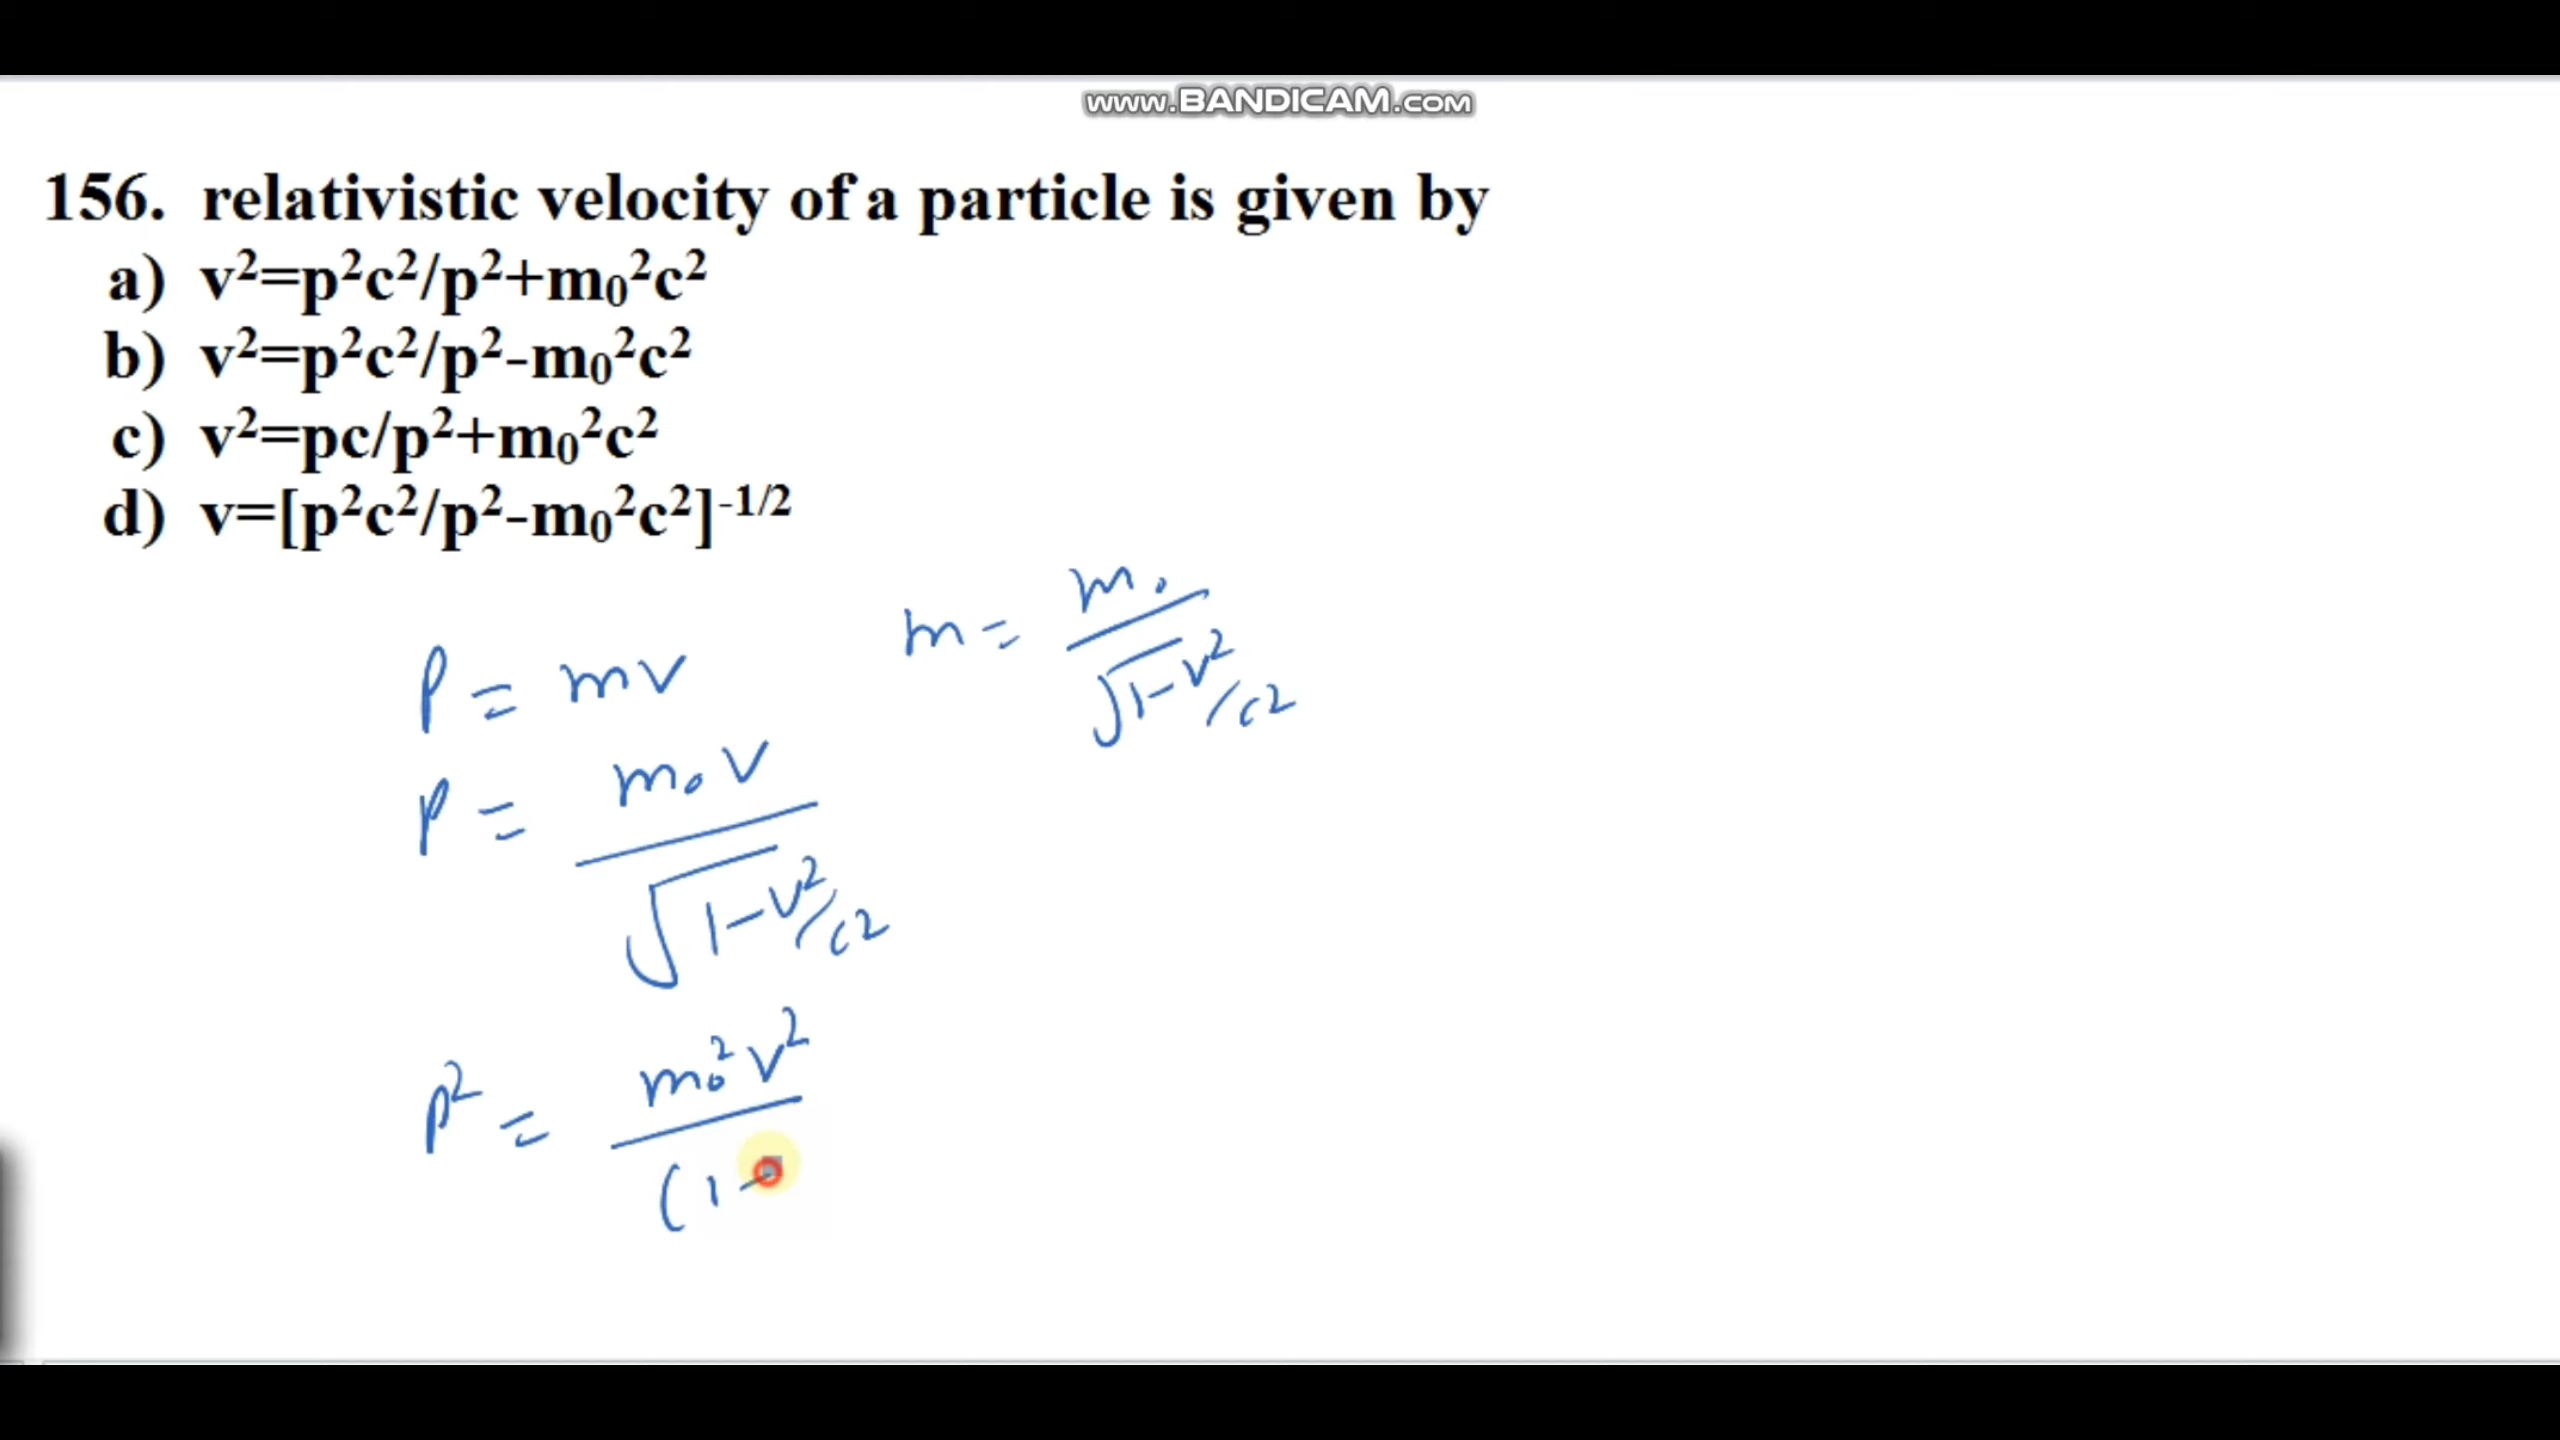 www.BANDICAM.com
156. relativistic velocity of a particle is given by
a) v²=p²c²/p²+m₀²c²
b) v²=p²c²/p²-m₀²c²
c) v²=pc/p²+m₀²c²
d) v=[p²c²/p²-m₀²c²]⁻¹/²
m = m₀ / √1-v²/c2
P = mv
P = m₀v / √1-v²/c2
p² = m₀²v² / (1-